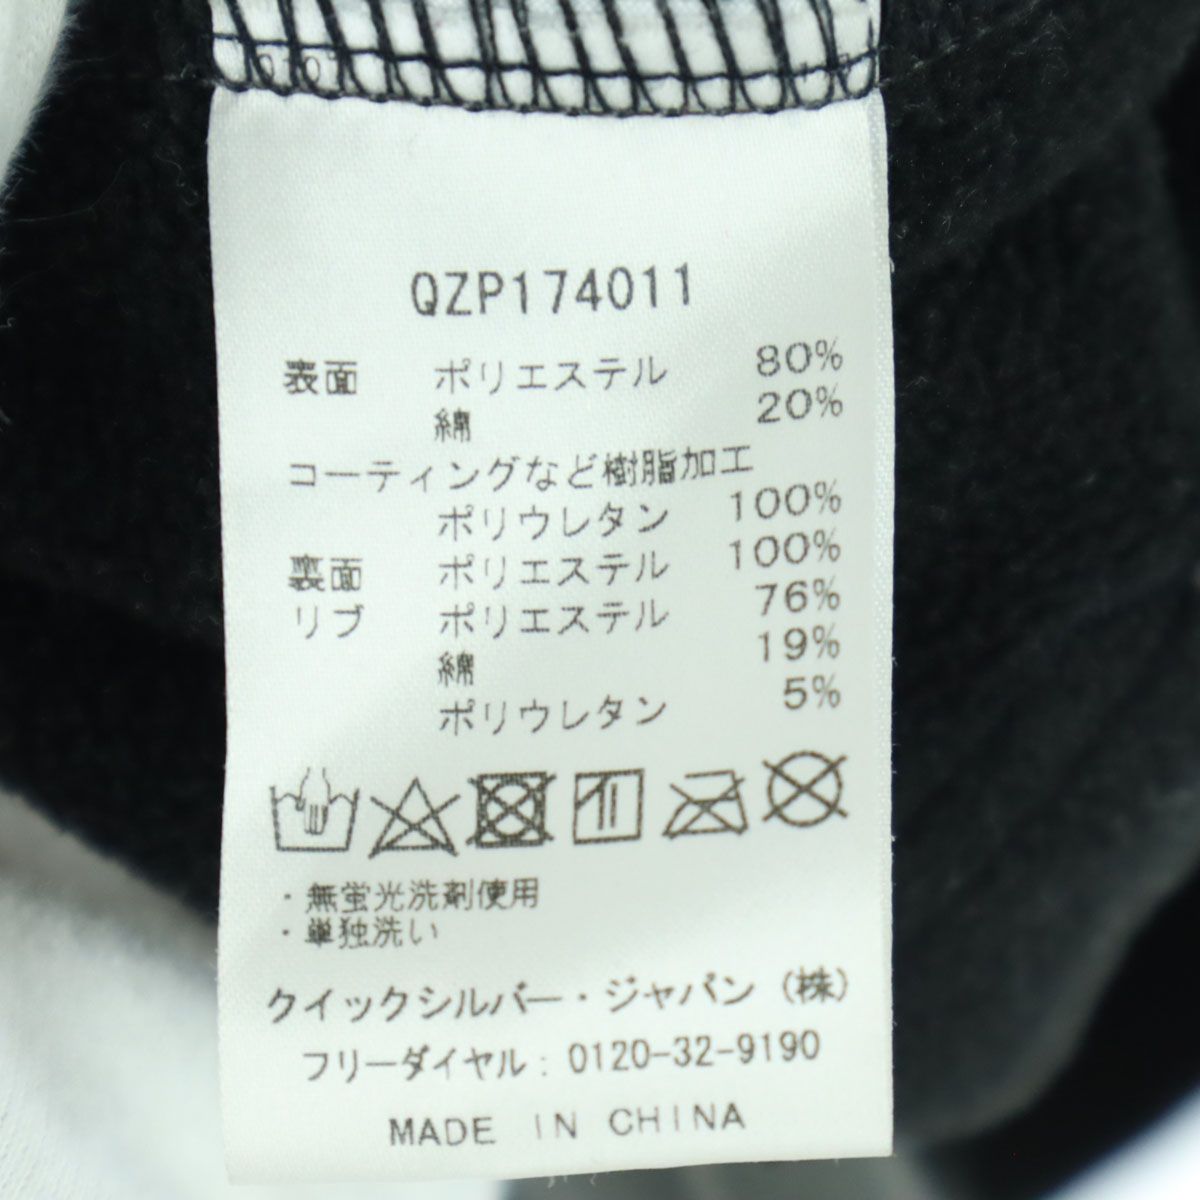 QZP174011
表面 ポリエステル 80%
綿 20%
コーティングなど樹脂加工
ポリウレタン 100%
裏面 ポリエステル 100%
リブ ポリエステル 76%
綿 19%
ポリウレタン 5%
・無蛍光洗剤使用
・単独洗い
クイックシルバー・ジャパン(株)
フリーダイヤル:0120-32-9190
MADE IN CHINA